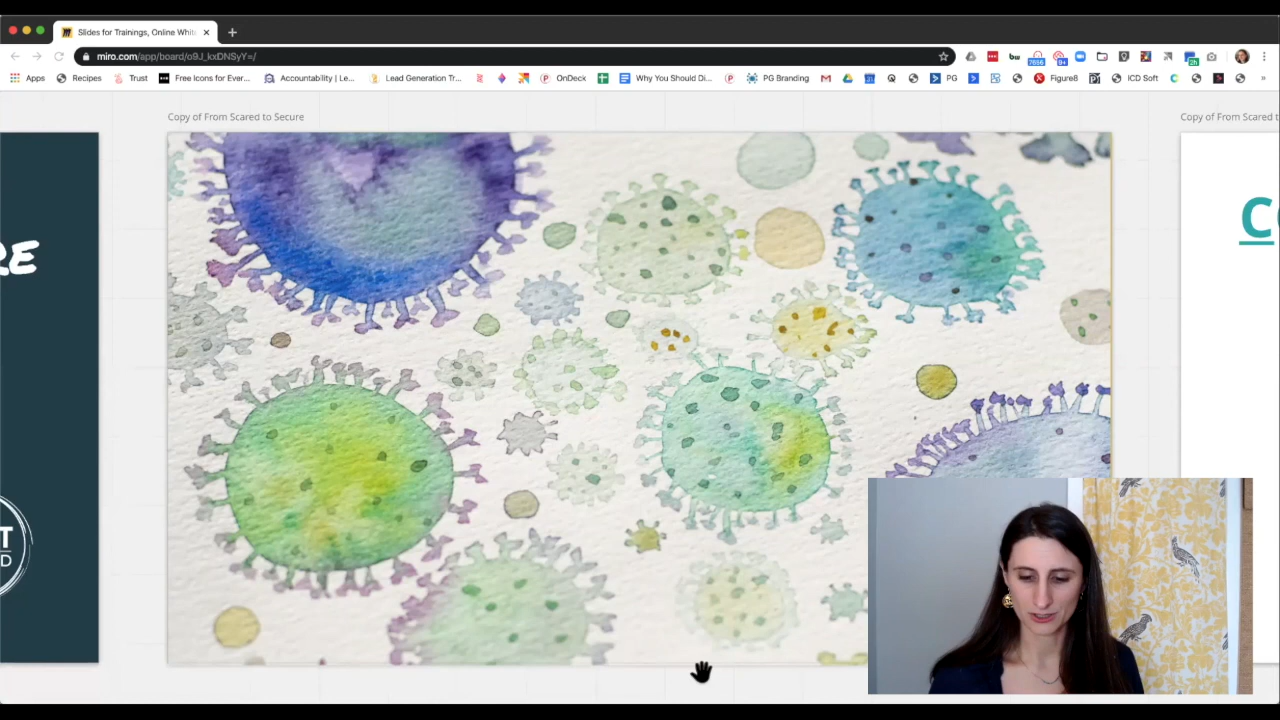 Slides for Trainings, Online Whit
miro.com/app/board/o9J_kxDNSyY=/
Apps Recipes Trust Free Icons for Ever... Accountability | Le... Lead Generation Tr... OnDeck Why You Should Di... PG Branding PG Figure8 ICD Soft
Copy of From Scared to Secure
Copy of From Scared t
RE
C
T
D